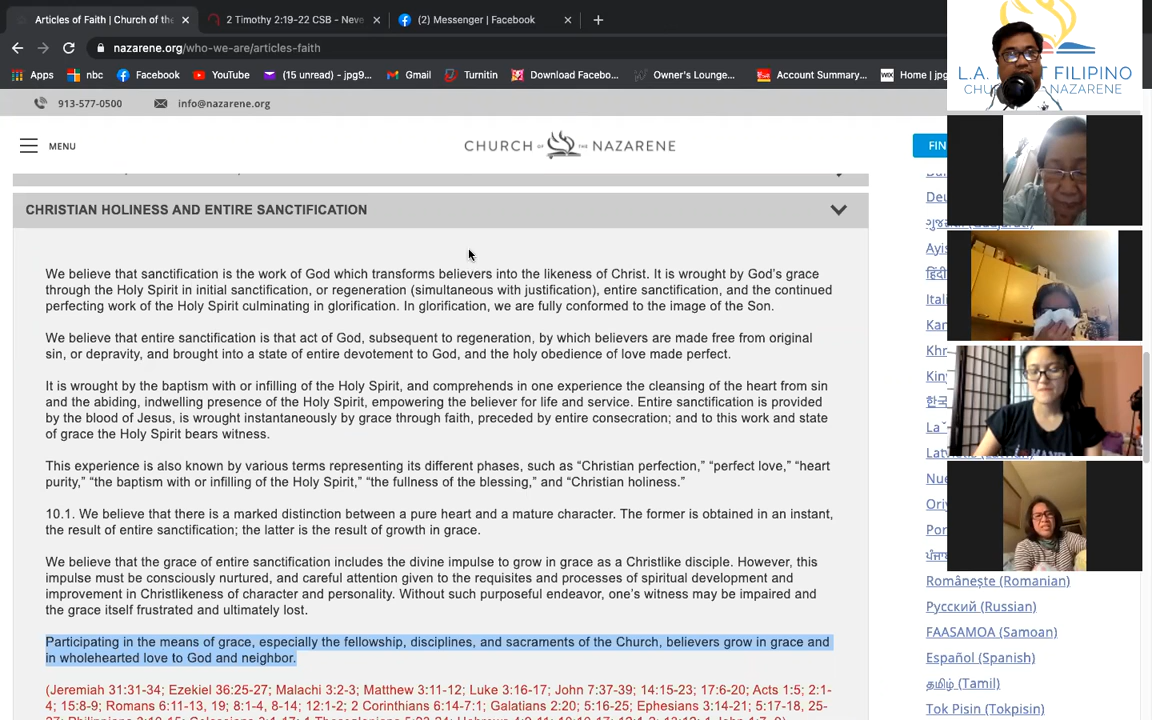 Articles of Faith | Church of the
2 Timothy 2:19-22 CSB - Neve
(2) Messenger | Facebook
nazarene.org/who-we-are/articles-faith
Apps
nbc
Facebook
YouTube
(15 unread) - jpg9...
Gmail
Turnitin
Download Facebo...
Owner's Lounge...
Account Summary...
WIX
Home | jpg
L.A. FIRST FILIPINO
CHURCH NAZARENE
913-577-0500
info@nazarene.org
MENU
CHURCH OF THE NAZARENE
FIN
CHRISTIAN HOLINESS AND ENTIRE SANCTIFICATION
We believe that sanctification is the work of God which transforms believers into the likeness of Christ. It is wrought by God's grace
through the Holy Spirit in initial sanctification, or regeneration (simultaneous with justification), entire sanctification, and the continued
perfecting work of the Holy Spirit culminating in glorification. In glorification, we are fully conformed to the image of the Son.
We believe that entire sanctification is that act of God, subsequent to regeneration, by which believers are made free from original
sin, or depravity, and brought into a state of entire devotement to God, and the holy obedience of love made perfect.
It is wrought by the baptism with or infilling of the Holy Spirit, and comprehends in one experience the cleansing of the heart from sin
and the abiding, indwelling presence of the Holy Spirit, empowering the believer for life and service. Entire sanctification is provided
by the blood of Jesus, is wrought instantaneously by grace through faith, preceded by entire consecration; and to this work and state
of grace the Holy Spirit bears witness.
This experience is also known by various terms representing its different phases, such as “Christian perfection,” “perfect love,” “heart
purity,” “the baptism with or infilling of the Holy Spirit,” “the fullness of the blessing,” and “Christian holiness.”
10.1. We believe that there is a marked distinction between a pure heart and a mature character. The former is obtained in an instant,
the result of entire sanctification; the latter is the result of growth in grace.
We believe that the grace of entire sanctification includes the divine impulse to grow in grace as a Christlike disciple. However, this
impulse must be consciously nurtured, and careful attention given to the requisites and processes of spiritual development and
improvement in Christlikeness of character and personality. Without such purposeful endeavor, one's witness may be impaired and
the grace itself frustrated and ultimately lost.
Participating in the means of grace, especially the fellowship, disciplines, and sacraments of the Church, believers grow in grace and
in wholehearted love to God and neighbor.
(Jeremiah 31:31-34; Ezekiel 36:25-27; Malachi 3:2-3; Matthew 3:11-12; Luke 3:16-17; John 7:37-39; 14:15-23; 17:6-20; Acts 1:5; 2:1-
4; 15:8-9; Romans 6:11-13, 19; 8:1-4, 8-14; 12:1-2; 2 Corinthians 6:14-7:1; Galatians 2:20; 5:16-25; Ephesians 3:14-21; 5:17-18, 25-
Deu
Ayis
हिंदी
Ita
Kan
Khr
Kiny
한국
La
Nue
Oriy
Por
Românește (Romanian)
Русский (Russian)
FAASAMOA (Samoan)
Español (Spanish)
தமிழ் (Tamil)
Tok Pisin (Tokpisin)